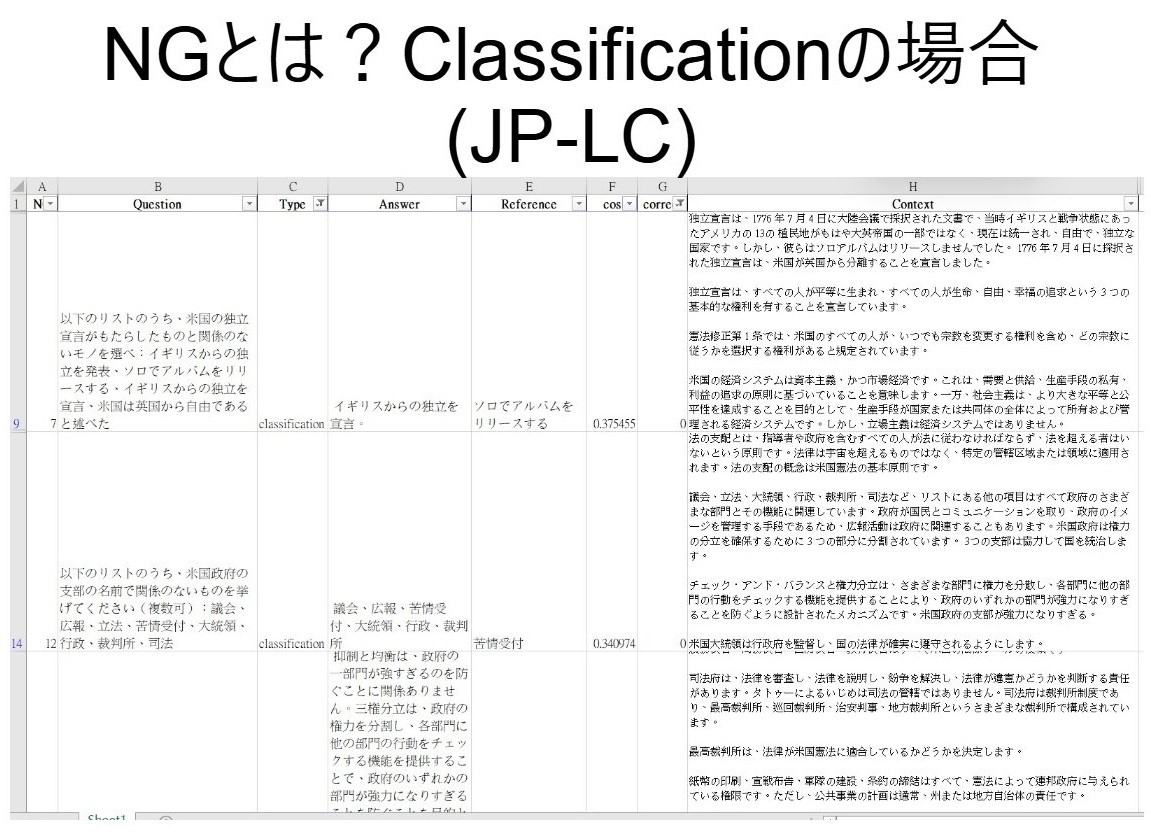 NGとは？Classificationの場合
(JP-LC)
A B C D E F G H
1 N Question Type Answer Reference cos corre Context
以下のリストのうち、米国の独立
宣言がもたらしたものと関係のな
いモノを選べ：イギリスからの独
立を発表、ソロでアルバムをリリ
ースする、イギリスからの独立を
宣言、米国は英国から自由である
と述べた
9 7 classification
イギリスからの独立を
宣言。
ソロでアルバムを
リリースする
0.375455 0
独立宣言は、1776 年 7 月 4 日に大陸会議で採択された文書で、当時イギリスと戦争状態にあっ
たアメリカの 13の 植民地がもはや大英帝国の一部ではなく、現在は統一され、自由で、独立な
国家です。しかし、彼らはソロアルバムはリリースしませんでした。 1776 年 7 月 4 日に採択さ
れた独立宣言は、米国が英国から分離することを宣言しました。
独立宣言は、すべての人が平等に生まれ、すべての人が生命、自由、幸福の追求という 3 つの
基本的な権利を有することを宣言しています。
憲法修正第 1 条では、米国のすべての人が、いつでも宗教を変更する権利を含め、どの宗教に
従うかを選択する権利があると規定されています。
米国の経済システムは資本主義、かつ市場経済です。これは、需要と供給、生産手段の私有、
利益の追求の原則に基づいていることを意味します。一方、社会主義は、より大きな平等と公
平性を達成することを目的として、生産手段が国家または共同体の全体によって所有および管
理される経済システムです。しかし、立場主義は経済システムではありません。
以下のリストのうち、米国政府の
支部の名前で関係のないものを挙
げてください（複数可）：議会、
広報、立法、苦情受付、大統領、
行政、裁判所、司法
14 12 classification
議会、広報、苦情受
付、大統領、行政、裁判
所
苦情受付
0.340974 0
法の支配とは、指導者や政府を含むすべての人が法に従わなければならず、法を超える者はい
ないという原則です。法律は宇宙を超えるものではなく、特定の管轄区域または領域に適用さ
れます。法の支配の概念は米国憲法の基本原則です。
議会、立法、大統領、行政、裁判所、司法など、リストにある他の項目はすべて政府のさまざ
まな部門とその機能に関連しています。政府が国民とコミュニケーションを取り、政府のイメ
ージを管理する手段であるため、広報活動は政府に関連することもあります。米国政府は権力
の分立を確保するために 3 つの部分に分割されています。 3つの支部は協力して国を統治しま
す。
チェック・アンド・バランスと権力分立は、さまざまな部門に権力を分散し、各部門に他の部
門の行動をチェックする機能を提供することにより、政府のいずれかの部門が強力になりすぎ
ることを防ぐように設計されたメカニズムです。米国政府の支部が強力になりすぎる。
米国大統領は行政府を監督し、国の法律が確実に遵守されるようにします。
抑制と均衡は、政府の
一部門が強すぎるのを防
ぐことに関係ありませ
ん。三権分立は、政府の
権力を分割し、各部門に
他の部門の行動をチェッ
クする機能を提供するこ
とで、政府のいずれかの
部門が強力になりすぎる
司法府は、法律を審査し、法律を説明し、紛争を解決し、法律が違憲かどうかを判断する責任
があります。タトゥーによるいじめは司法の管轄ではありません。司法府は裁判所制度であ
り、最高裁判所、巡回裁判所、治安判事、地方裁判所というさまざまな裁判所で構成されてい
ます。
最高裁判所は、法律が米国憲法に適合しているかどうかを決定します。
紙幣の印刷、宣戦布告、軍隊の建設、条約の締結はすべて、憲法によって連邦政府に与えられ
ている権限です。ただし、公共事業の計画は通常、州または地方自治体の責任です。
Sheet1